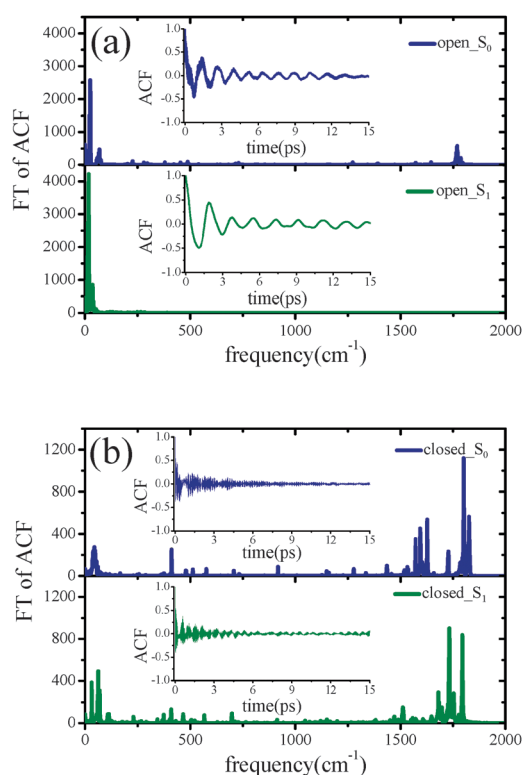 (a)
open_S0
4000
3000
2000
1000
0
ACF
1.0
0.5
0.0
-0.5
-1.0
0 3 6 9 12 15
time(ps)
FT of ACF
open_S1
4000
3000
2000
1000
0
ACF
1.0
0.5
0.0
-0.5
-1.0
0 3 6 9 12 15
time(ps)
0 500 1000 1500 2000
frequency(cm-1)
(b)
closed_S0
1200
800
400
0
ACF
1.0
0.5
0.0
-0.5
-1.0
0 3 6 9 12 15
time(ps)
FT of ACF
closed_S1
1200
800
400
0
ACF
1.0
0.5
0.0
-0.5
-1.0
0 3 6 9 12 15
time(ps)
0 500 1000 1500 2000
frequency(cm-1)